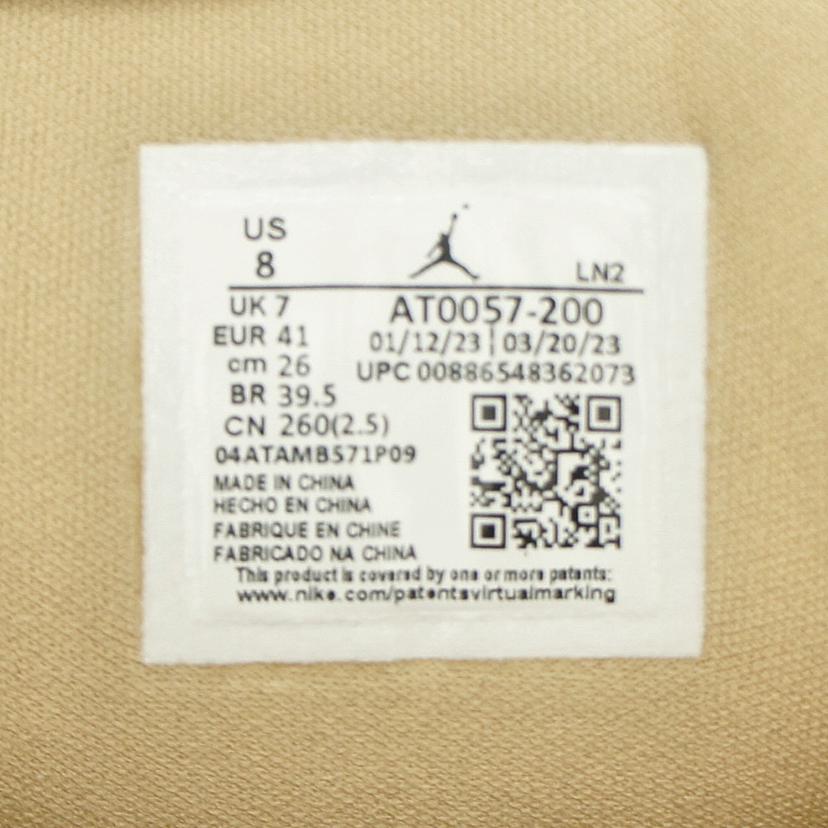 US
8
LN2
UK 7
EUR 41
cm 26
BR 39.5
CN 260(2.5)
AT0057-200
01/12/23 | 03/20/23
UPC 00886548362073
04ATAMB571P09
MADE IN CHINA
HECHO EN CHINA
FABRIQUE EN CHINE
FABRICADO NA CHINA
This product is covered by one or more patents:
www.nike.com/patentsvirtualmarking